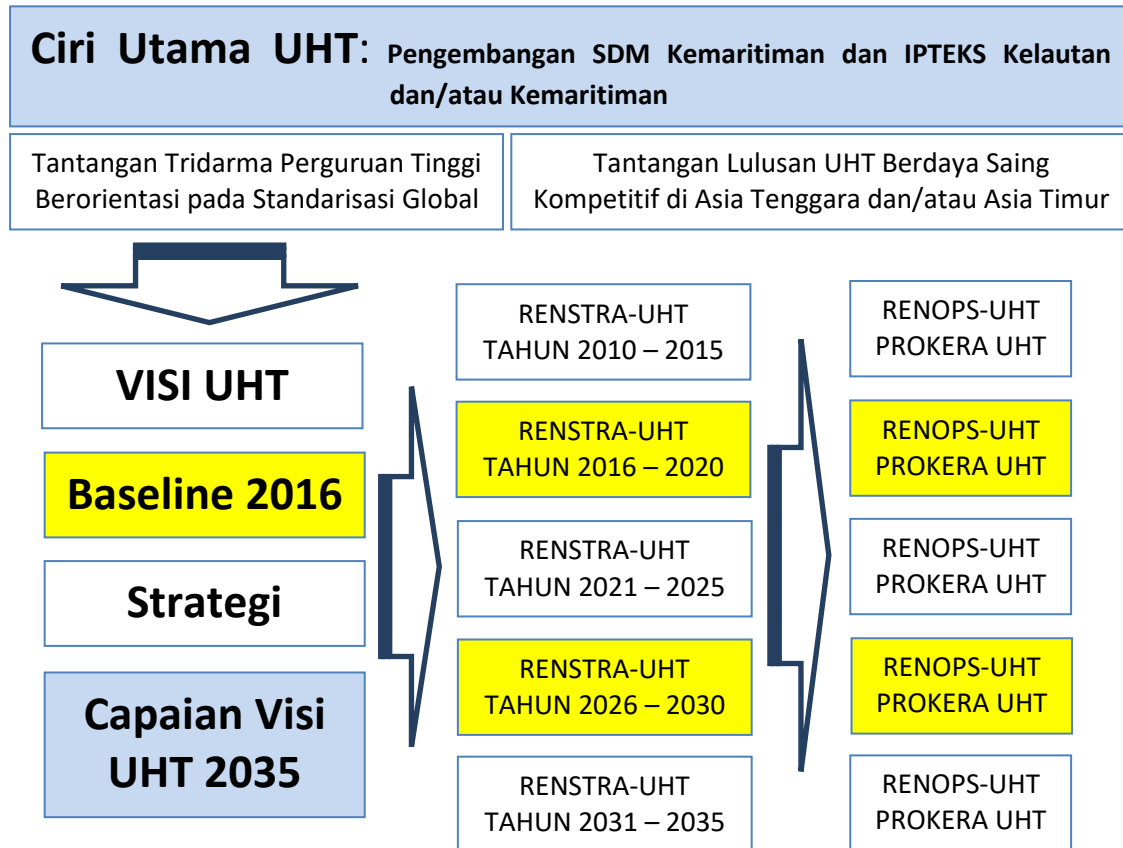 Ciri Utama UHT: Pengembangan SDM Kemaritiman dan IPTEKS Kelautan
dan/atau Kemaritiman
Tantangan Tridarma Perguruan Tinggi
Berorientasi pada Standarisasi Global
Tantangan Lulusan UHT Berdaya Saing
Kompetitif di Asia Tenggara dan/atau Asia Timur
VISI UHT
Baseline 2016
Strategi
Capaian Visi
UHT 2035
RENSTRA-UHT
TAHUN 2010 – 2015
RENSTRA-UHT
TAHUN 2016 – 2020
RENSTRA-UHT
TAHUN 2021 – 2025
RENSTRA-UHT
TAHUN 2026 – 2030
RENSTRA-UHT
TAHUN 2031 – 2035
RENOPS-UHT
PROKERA UHT
RENOPS-UHT
PROKERA UHT
RENOPS-UHT
PROKERA UHT
RENOPS-UHT
PROKERA UHT
RENOPS-UHT
PROKERA UHT